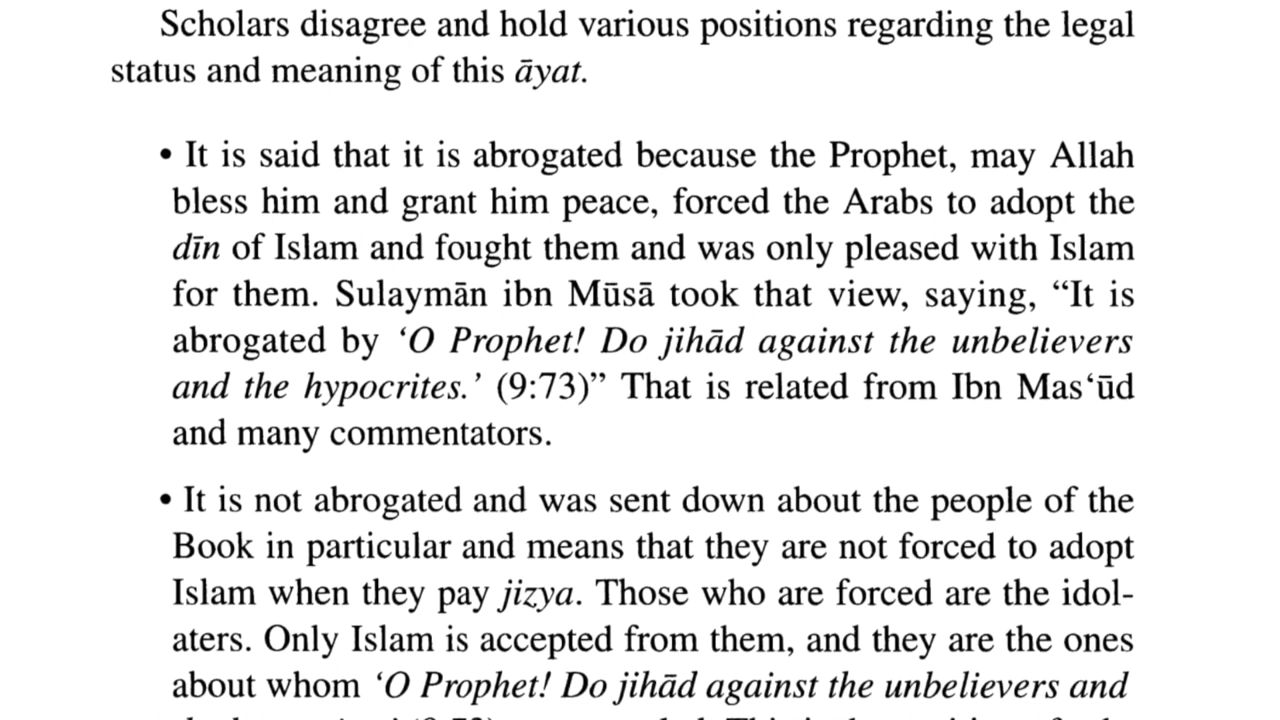 Scholars disagree and hold various positions regarding the legal
status and meaning of this āyat.
• It is said that it is abrogated because the Prophet, may Allah
bless him and grant him peace, forced the Arabs to adopt the
dīn of Islam and fought them and was only pleased with Islam
for them. Sulaymān ibn Mūsā took that view, saying, “It is
abrogated by ‘O Prophet! Do jihād against the unbelievers
and the hypocrites.’ (9:73)” That is related from Ibn Mas‘ūd
and many commentators.
• It is not abrogated and was sent down about the people of the
Book in particular and means that they are not forced to adopt
Islam when they pay jizya. Those who are forced are the idol-
aters. Only Islam is accepted from them, and they are the ones
about whom ‘O Prophet! Do jihād against the unbelievers and